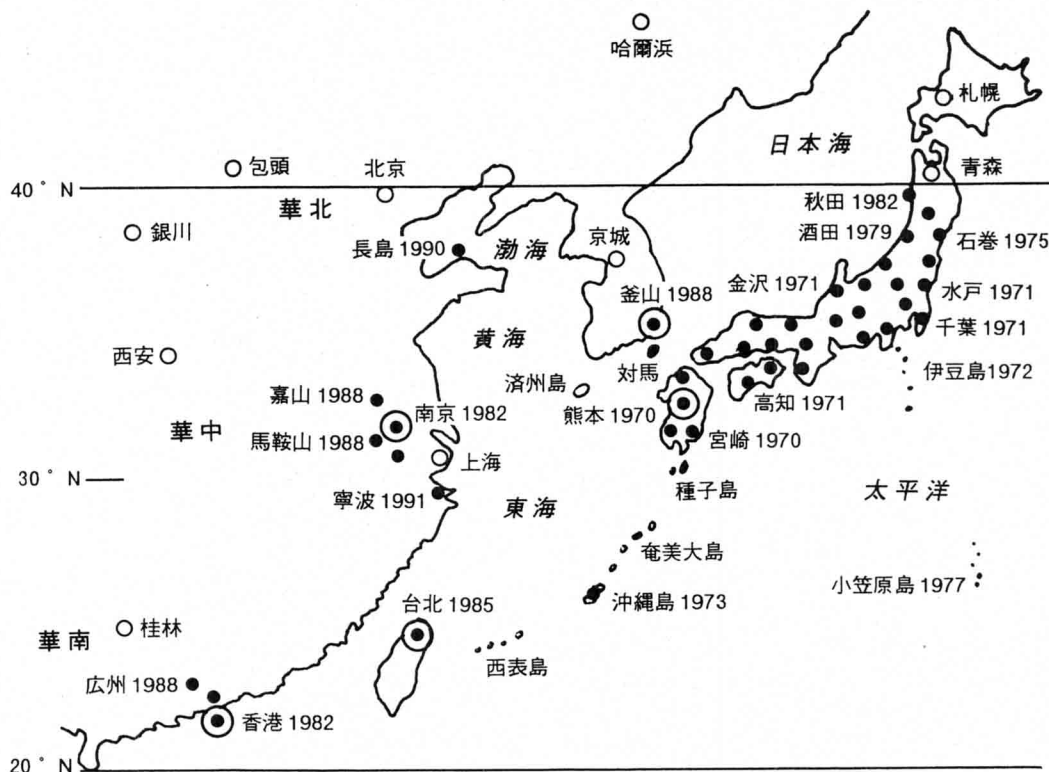 哈爾浜
札幌
日本海
包頭
北京
青森
40°N
華北
秋田 1982
銀川
京城
酒田 1979
石巻 1975
長島 1990
渤海
釜山 1988
金沢 1971
水戸 1971
黄海
千葉 1971
西安
対馬
済州島
伊豆島 1972
嘉山 1988
南京 1982
熊本 1970
高知 1971
華中
馬鞍山 1988
宮崎 1970
上海
30°N
種子島
太平洋
寧波 1991
東海
奄美大島
小笠原島 1977
沖縄島 1973
台北 1985
華南
桂林
西表島
広州 1988
香港 1982
20°N